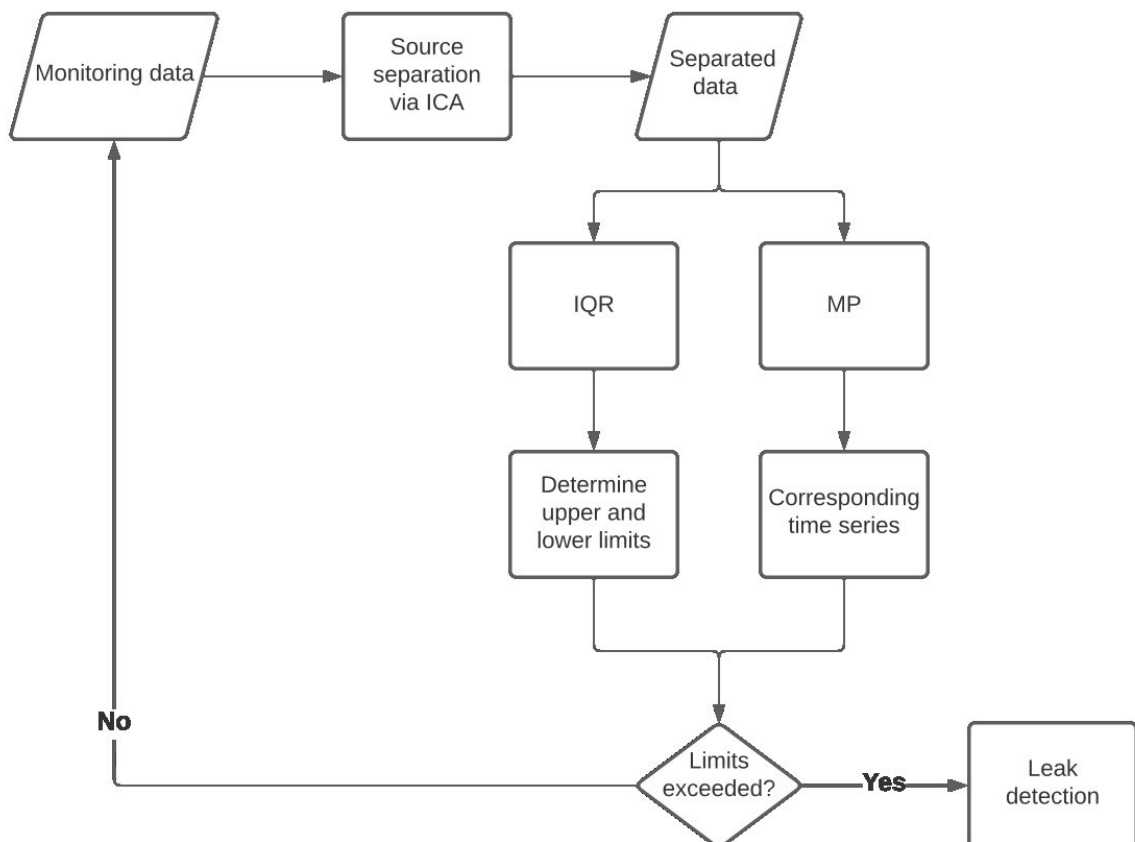 Monitoring data
Source
separation
via ICA
Separated
data
IQR
MP
Determine
upper and
lower limits
Corresponding
time series
No
Limits
exceeded?
Yes
Leak
detection